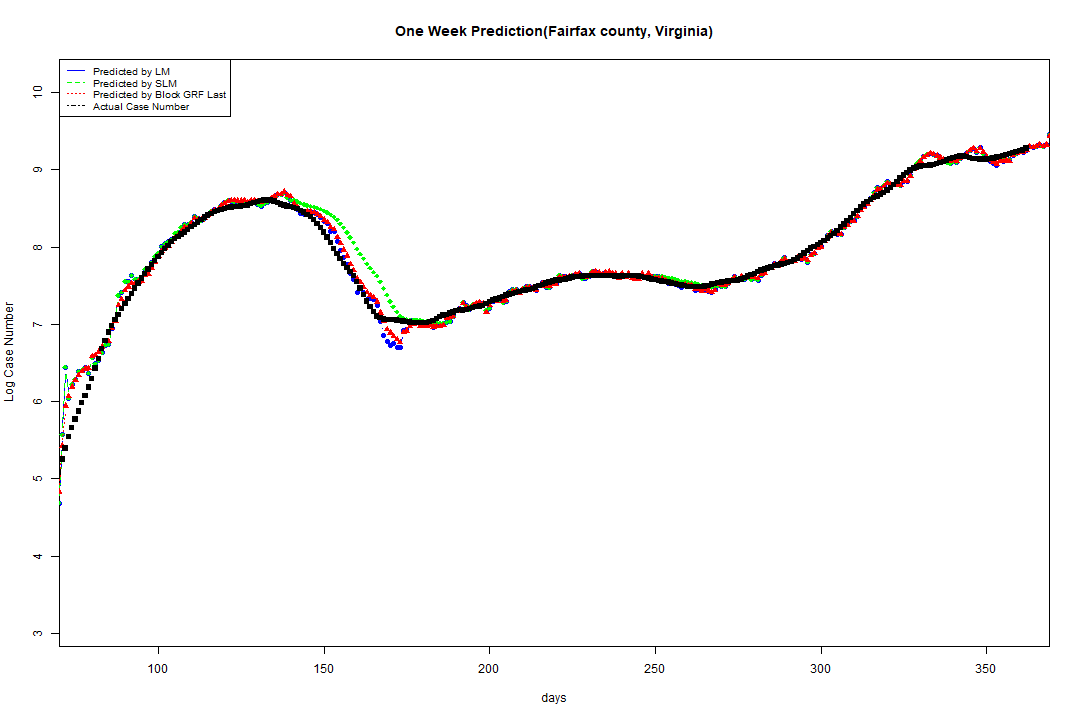 One Week Prediction(Fairfax county, Virginia)
Predicted by LM
Predicted by SLM
Predicted by Block GRF Last
Actual Case Number
10
9
8
7
6
5
4
3
Log Case Number
100 150 200 250 300 350
days